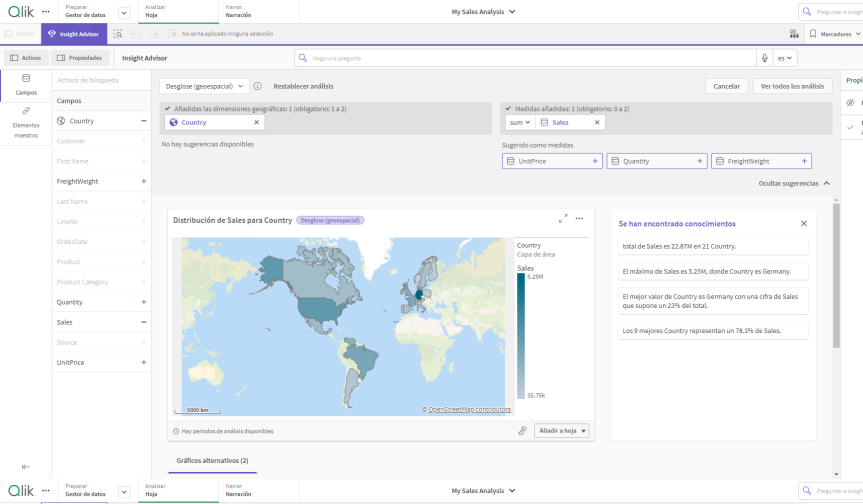 Qlik
Preparar
Gestor de datos
Analizar
Hoja
Narrar
Narración
My Sales Analysis
Preguntar a Insigh
Activos
Insight Advisor
No se ha aplicado ninguna selección
Marcadores
Activos
Propiedades
Insight Advisor
Haga una pregunta
es
Campos
Elementos
maestros
Activos de búsqueda
Campos
Country
Customer
First Name
FreightWeight
Last Name
LineNo
OrderDate
Product
Product Category
Quantity
Sales
Source
UnitPrice
Desglose (geoespacial)
Restablecer análisis
Cancelar
Ver todos los análisis
Propi
Añadidas las dimensiones geográficas: 1 (obligatorio: 1 a 2)
Country
No hay sugerencias disponibles
Medidas añadidas: 1 (obligatorio: 0 a 2)
sum
Sales
Sugerido como medidas
UnitPrice
Quantity
FreightWeight
Ocultar sugerencias
Distribución de Sales para Country
Desglose (geoespacial)
Country
Capa de área
Sales
5.25M
35.75k
5000 km
© OpenStreetMap contributors
Hay periodos de análisis disponibles
Añadir a hoja
Se han encontrado conocimientos
total de Sales es 22.87M en 21 Country.
El máximo de Sales es 5.25M, donde Country es Germany.
El mejor valor de Country es Germany con una cifra de Sales
que supone un 23% del total.
Los 9 mejores Country representan un 78.3% de Sales.
Gráficos alternativos (2)
Qlik
Preparar
Gestor de datos
Analizar
Hoja
Narrar
Narración
My Sales Analysis
Preguntar a Insigh